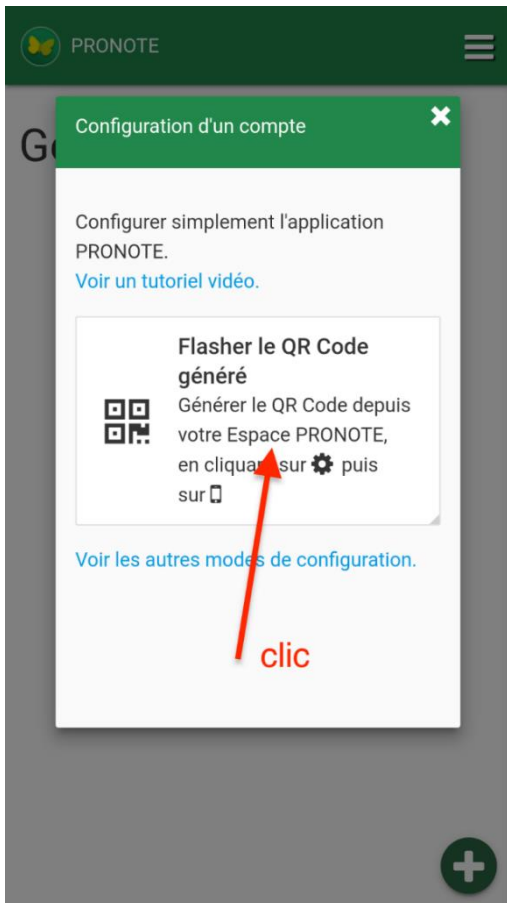 PRONOTE
Ge
Configuration d'un compte
Configurer simplement l'application
PRONOTE.
Voir un tutoriel vidéo.
Flasher le QR Code
généré
Générer le QR Code depuis
votre Espace PRONOTE,
en cliquant sur puis
sur
Voir les autres modes de configuration.
clic